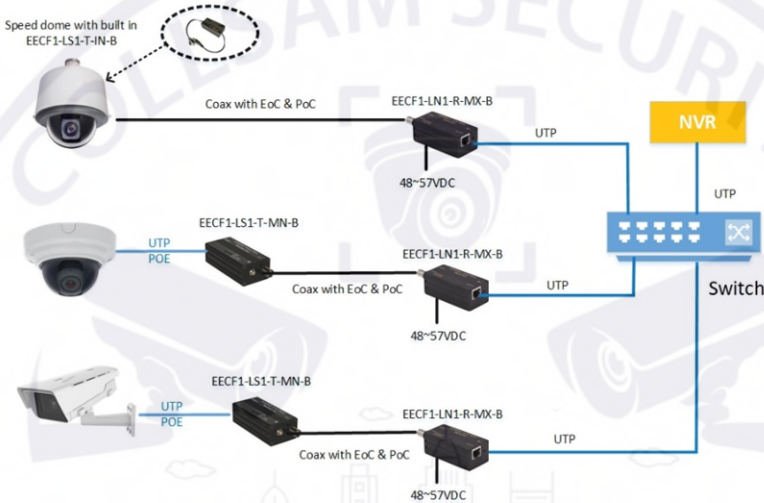 COLESAM SECURI
Speed dome with built in
EECF1-LS1-T-IN-B
Coax with EoC & PoC
EECF1-LN1-R-MX-B
UTP
NVR
48~57VDC
UTP
EECF1-LS1-T-MN-B
UTP
POE
EECF1-LN1-R-MX-B
Coax with EoC & PoC
UTP
Switch
48~57VDC
EECF1-LS1-T-MN-B
UTP
POE
EECF1-LN1-R-MX-B
UTP
Coax with EoC & PoC
48~57VDC